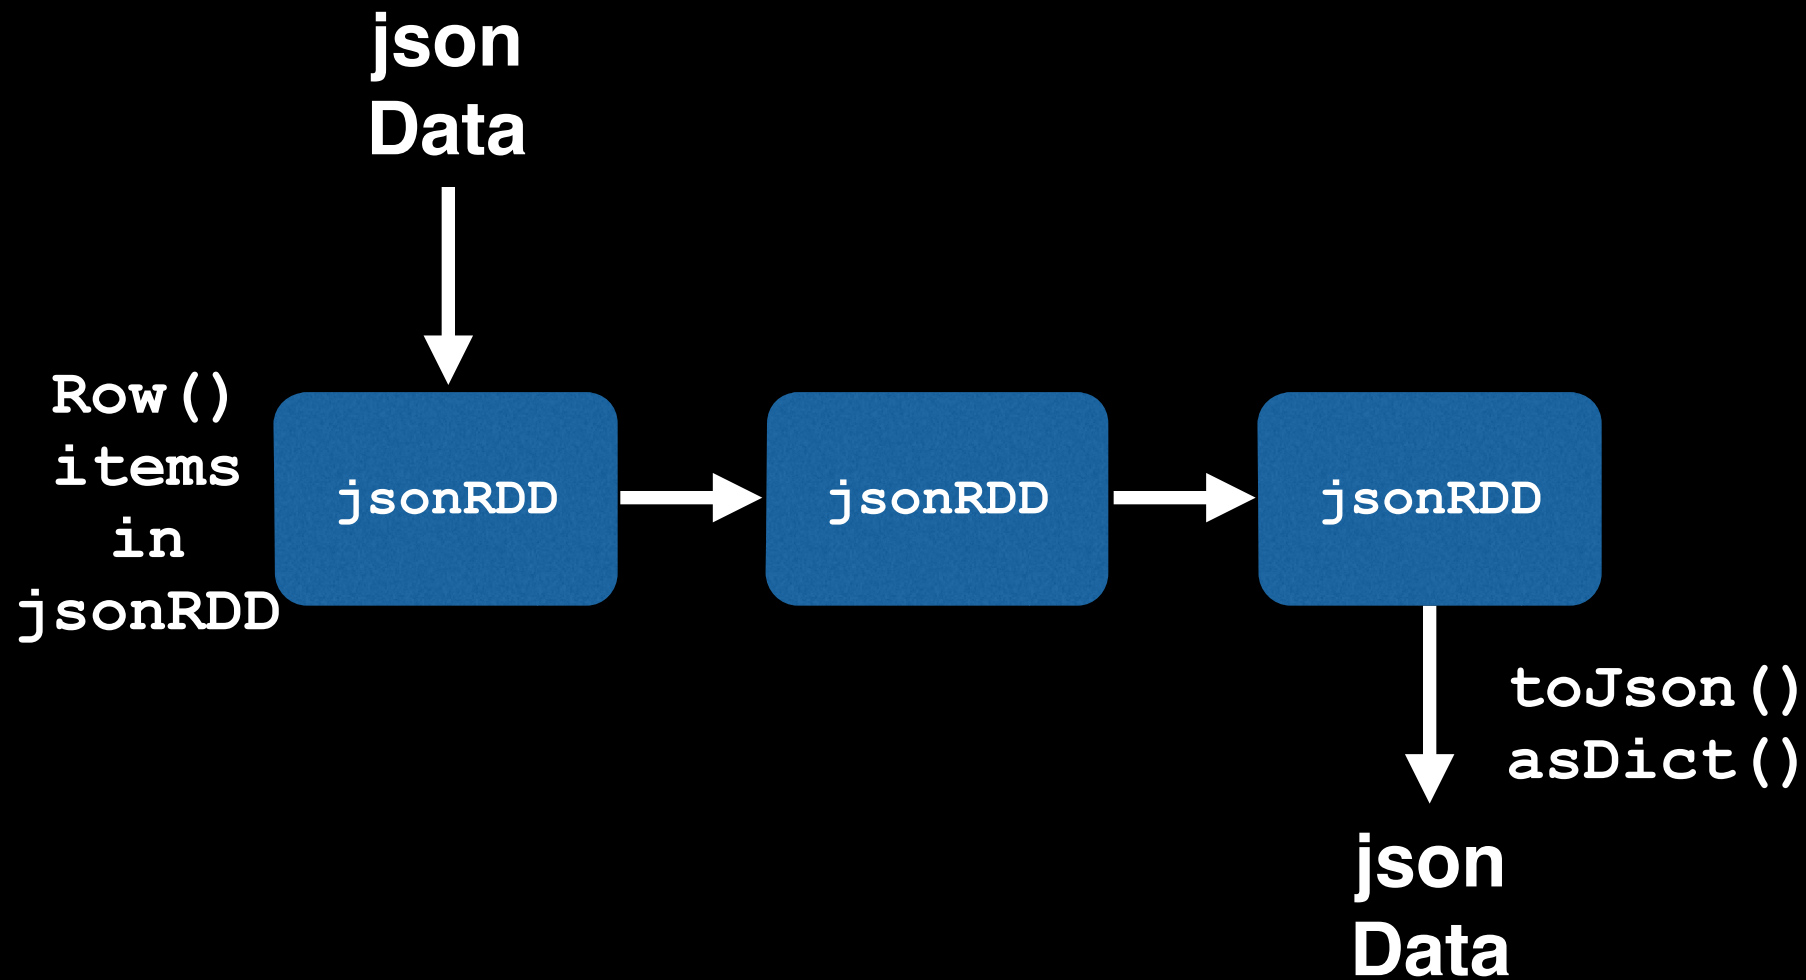 json
Data
Row()
items
in
jsonRDD
jsonRDD
jsonRDD
jsonRDD
toJson()
asDict()
json
Data